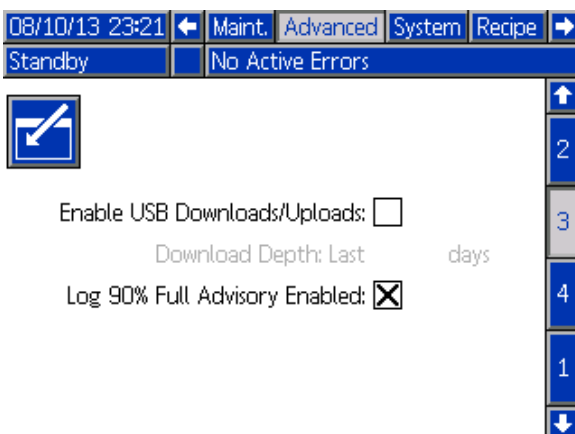 08/10/13 23:21 Maint. Advanced System Recipe
Standby No Active Errors
2
Enable USB Downloads/Uploads:
3
Download Depth: Last days
Log 90% Full Advisory Enabled:
4
1